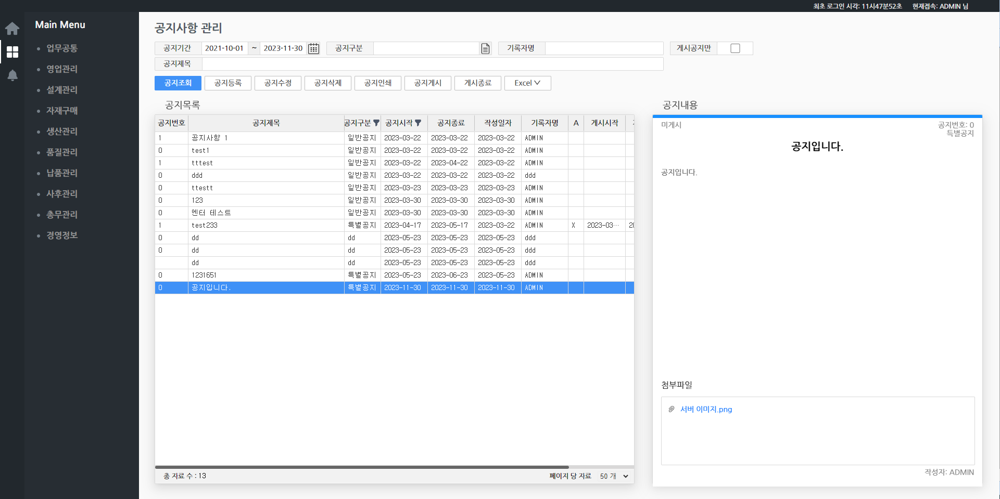 최초 로그인 시각: 11시47분52초 현재접속: ADMIN 님
Main Menu
업무공통
영업관리
설계관리
자재구매
생산관리
품질관리
납품관리
사후관리
총무관리
경영정보
공지사항 관리
공지기간 2021-10-01 ~ 2023-11-30 공지구분 기록자명 게시공지만
공지제목
공지조회 공지등록 공지수정 공지삭제 공지인쇄 공지게시 게시종료 Excel
공지목록
공지번호 공지제목 공지구분 공지시작 공지종료 작성일자 기록자명 A 게시시작
1 공지사항 1 일반공지 2023-03-22 2023-03-22 2023-03-22 ADMIN
0 test1 일반공지 2023-03-22 2023-03-22 2023-03-22 ADMIN
1 tttest 일반공지 2023-03-22 2023-04-22 2023-03-22 ADMIN
0 ddd 일반공지 2023-03-22 2023-03-22 2023-03-22 ddd
0 ttestt 일반공지 2023-03-23 2023-03-23 2023-03-23 ADMIN
0 123 일반공지 2023-03-30 2023-03-30 2023-03-30 ADMIN
0 엔터 테스트 일반공지 2023-03-30 2023-03-30 2023-03-30 ADMIN
1 test233 특별공지 2023-04-17 2023-05-17 2023-03-22 ADMIN X 2023-03… 20
0 dd dd 2023-05-23 2023-05-23 2023-05-23 ddd
0 dd dd 2023-05-23 2023-05-23 2023-05-23 ddd
dd dd 2023-05-23 2023-05-23 2023-05-23 ddd
0 1231651 특별공지 2023-05-23 2023-06-23 2023-05-23 ADMIN
0 공지입니다. 특별공지 2023-11-30 2023-11-30 2023-11-30 ADMIN
총 자료 수 : 13 페이지 당 자료 50 개
공지내용
미게시 공지번호: 0
특별공지
공지입니다.
공지입니다.
첨부파일
서버 이미지.png
작성자: ADMIN